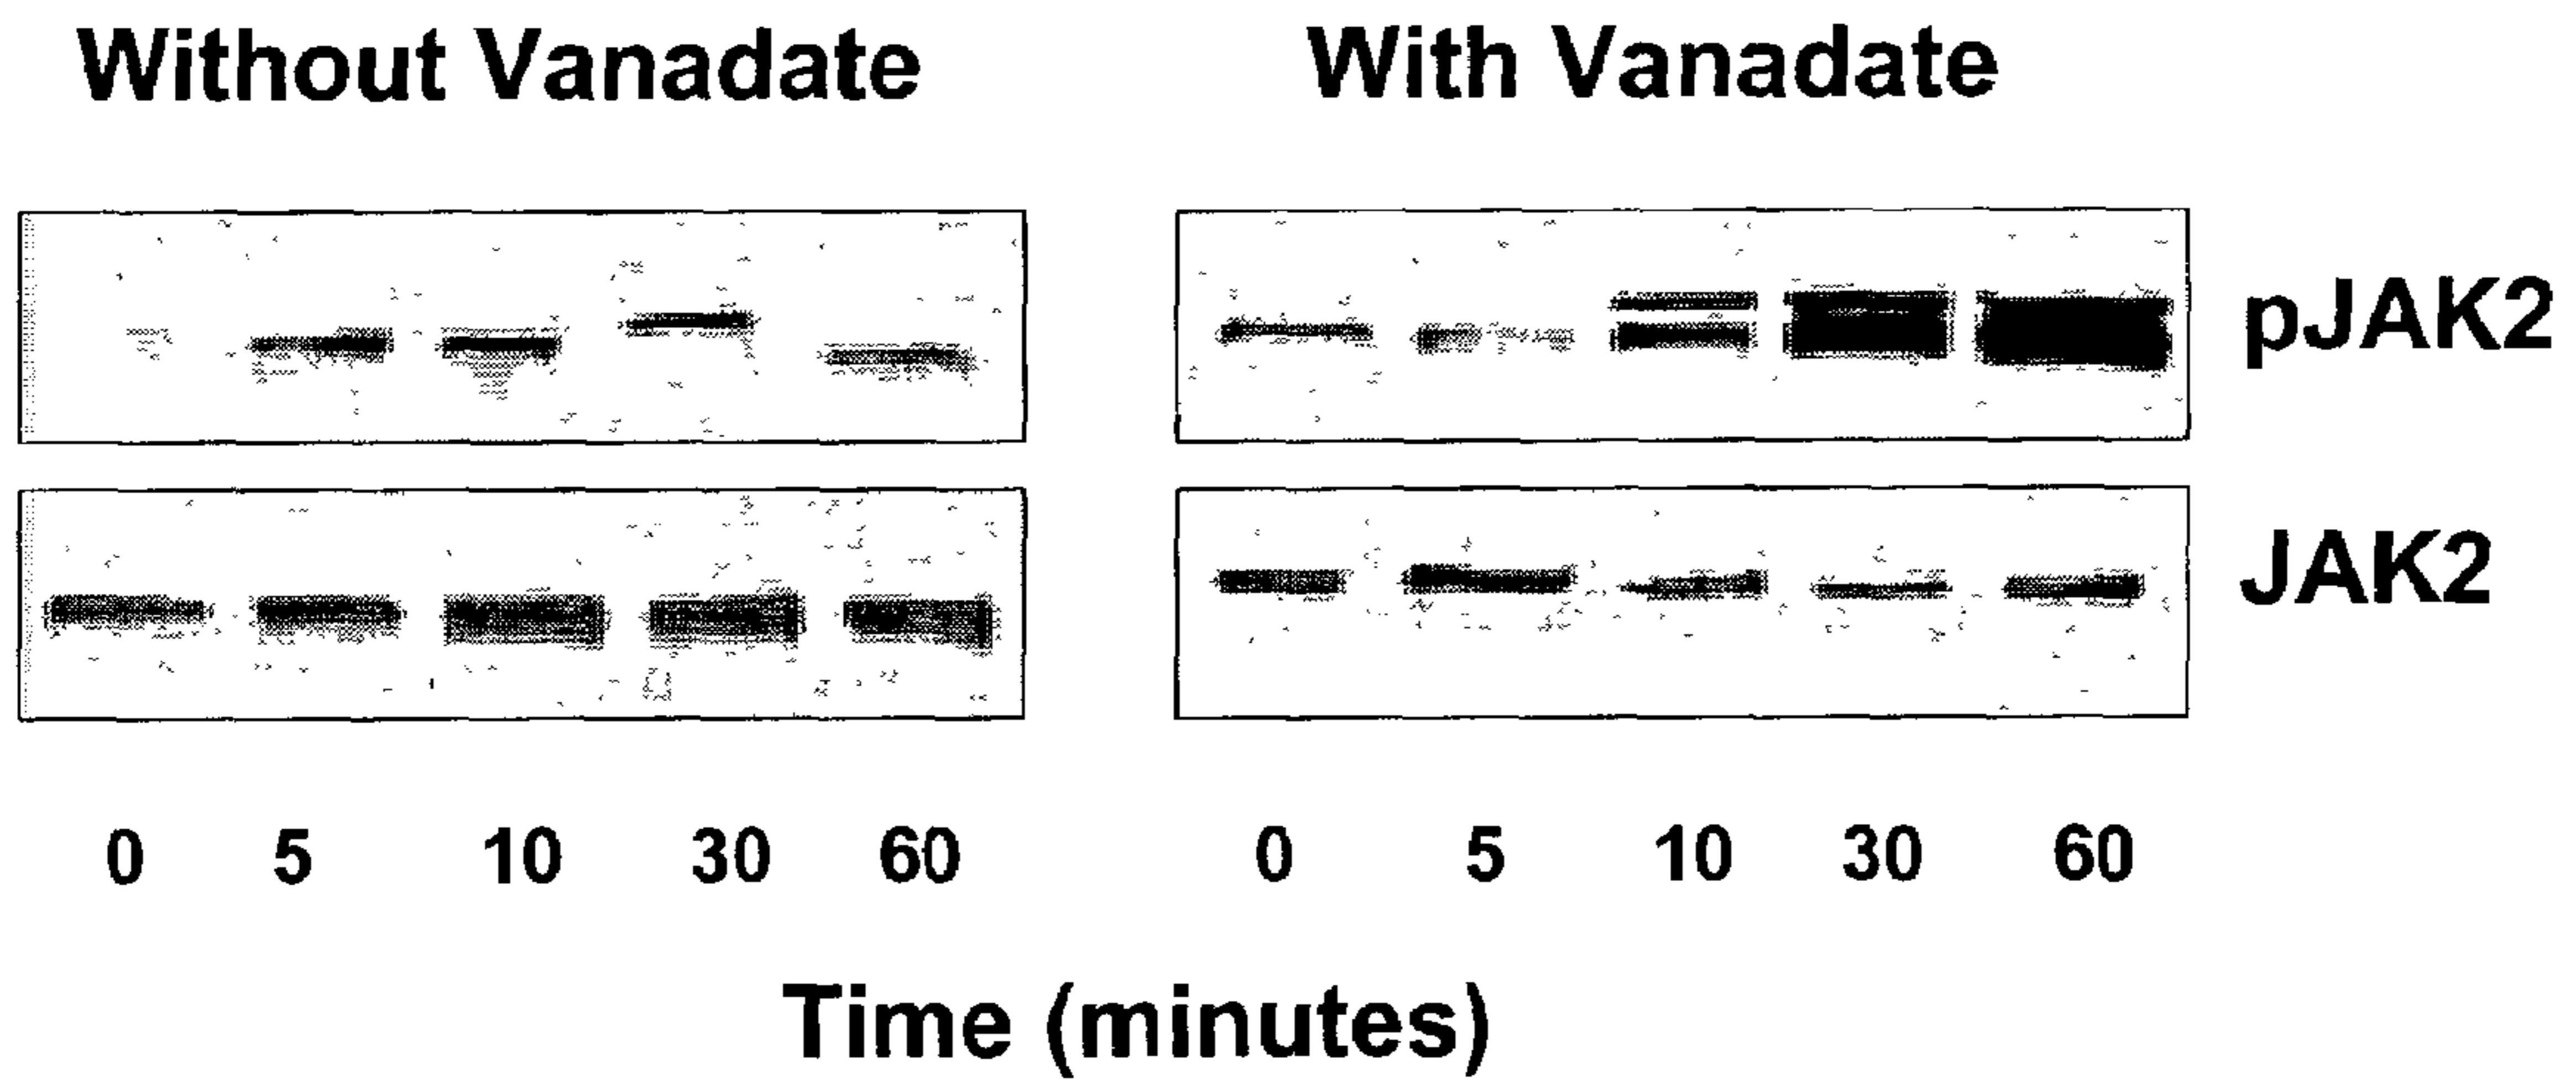 Without Vanadate
With Vanadate
pJAK2
JAK2
0 5 10 30 60
0 5 10 30 60
Time (minutes)